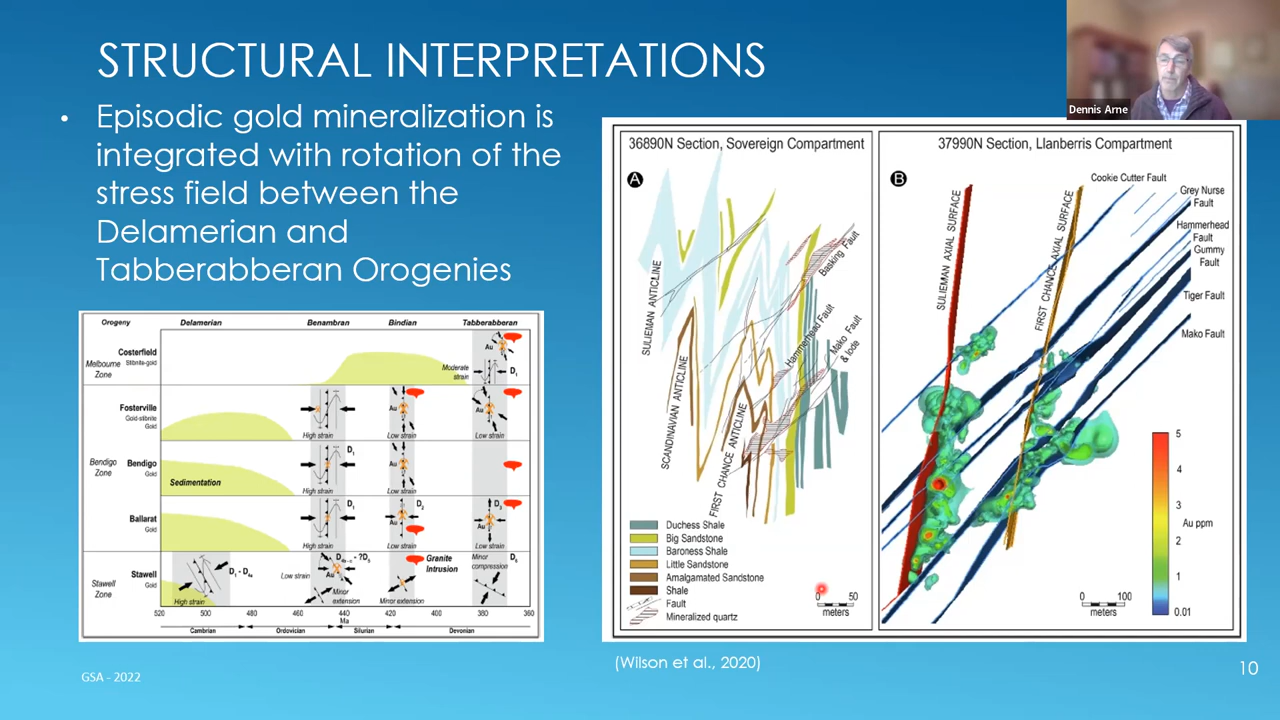 STRUCTURAL INTERPRETATIONS
Dennis Arne
• Episodic gold mineralization is
integrated with rotation of the
stress field between the
Delamerian and
Tabberabberan Orogenies
Orogeny Delamerian Benambran Bindian Tabberabberan
Costerfield
Stibnite-gold
Melbourne
Zone
Au
Moderate
strain
D1
Fosterville
Gold-stibnite
Gold
High strain
Au
Low strain
Au
Low strain
Bendigo
Zone
Bendigo
Gold
Sedimentation
D1
High strain
Au
Low strain
Ballarat
Gold
D1
High strain
D2
Au
Low strain
D3
Au
Low strain
Stawell
Zone
Stawell
Gold
D1 - D4a
High strain
Low strain
Au
Minor
extension
Minor extension
Granite
Intrusion
Minor
compression
520 500 480 460 440 420 400 380 360
Ma
Cambrian Ordovician Silurian Devonian
36890N Section, Sovereign Compartment
A
SULIEMAN ANTICLINE
SCANDINAVIAN ANTICLINE
FIRST CHANCE ANTICLINE
Basking Fault
Hammerhead Fault
Mako Fault
& lode
Duchess Shale
Big Sandstone
Baroness Shale
Little Sandstone
Amalgamated Sandstone
Shale
Fault
Mineralized quartz
0 50
meters
37990N Section, Llanberris Compartment
B
SULIEMAN AXIAL SURFACE
FIRST CHANCE AXIAL SURFACE
Cookie Cutter Fault
Grey Nurse
Fault
Hammerhead
Fault
Gummy
Fault
Tiger Fault
Mako Fault
5
4
3
Au ppm
2
1
0.01
0 100
meters
(Wilson et al., 2020)
GSA - 2022
10